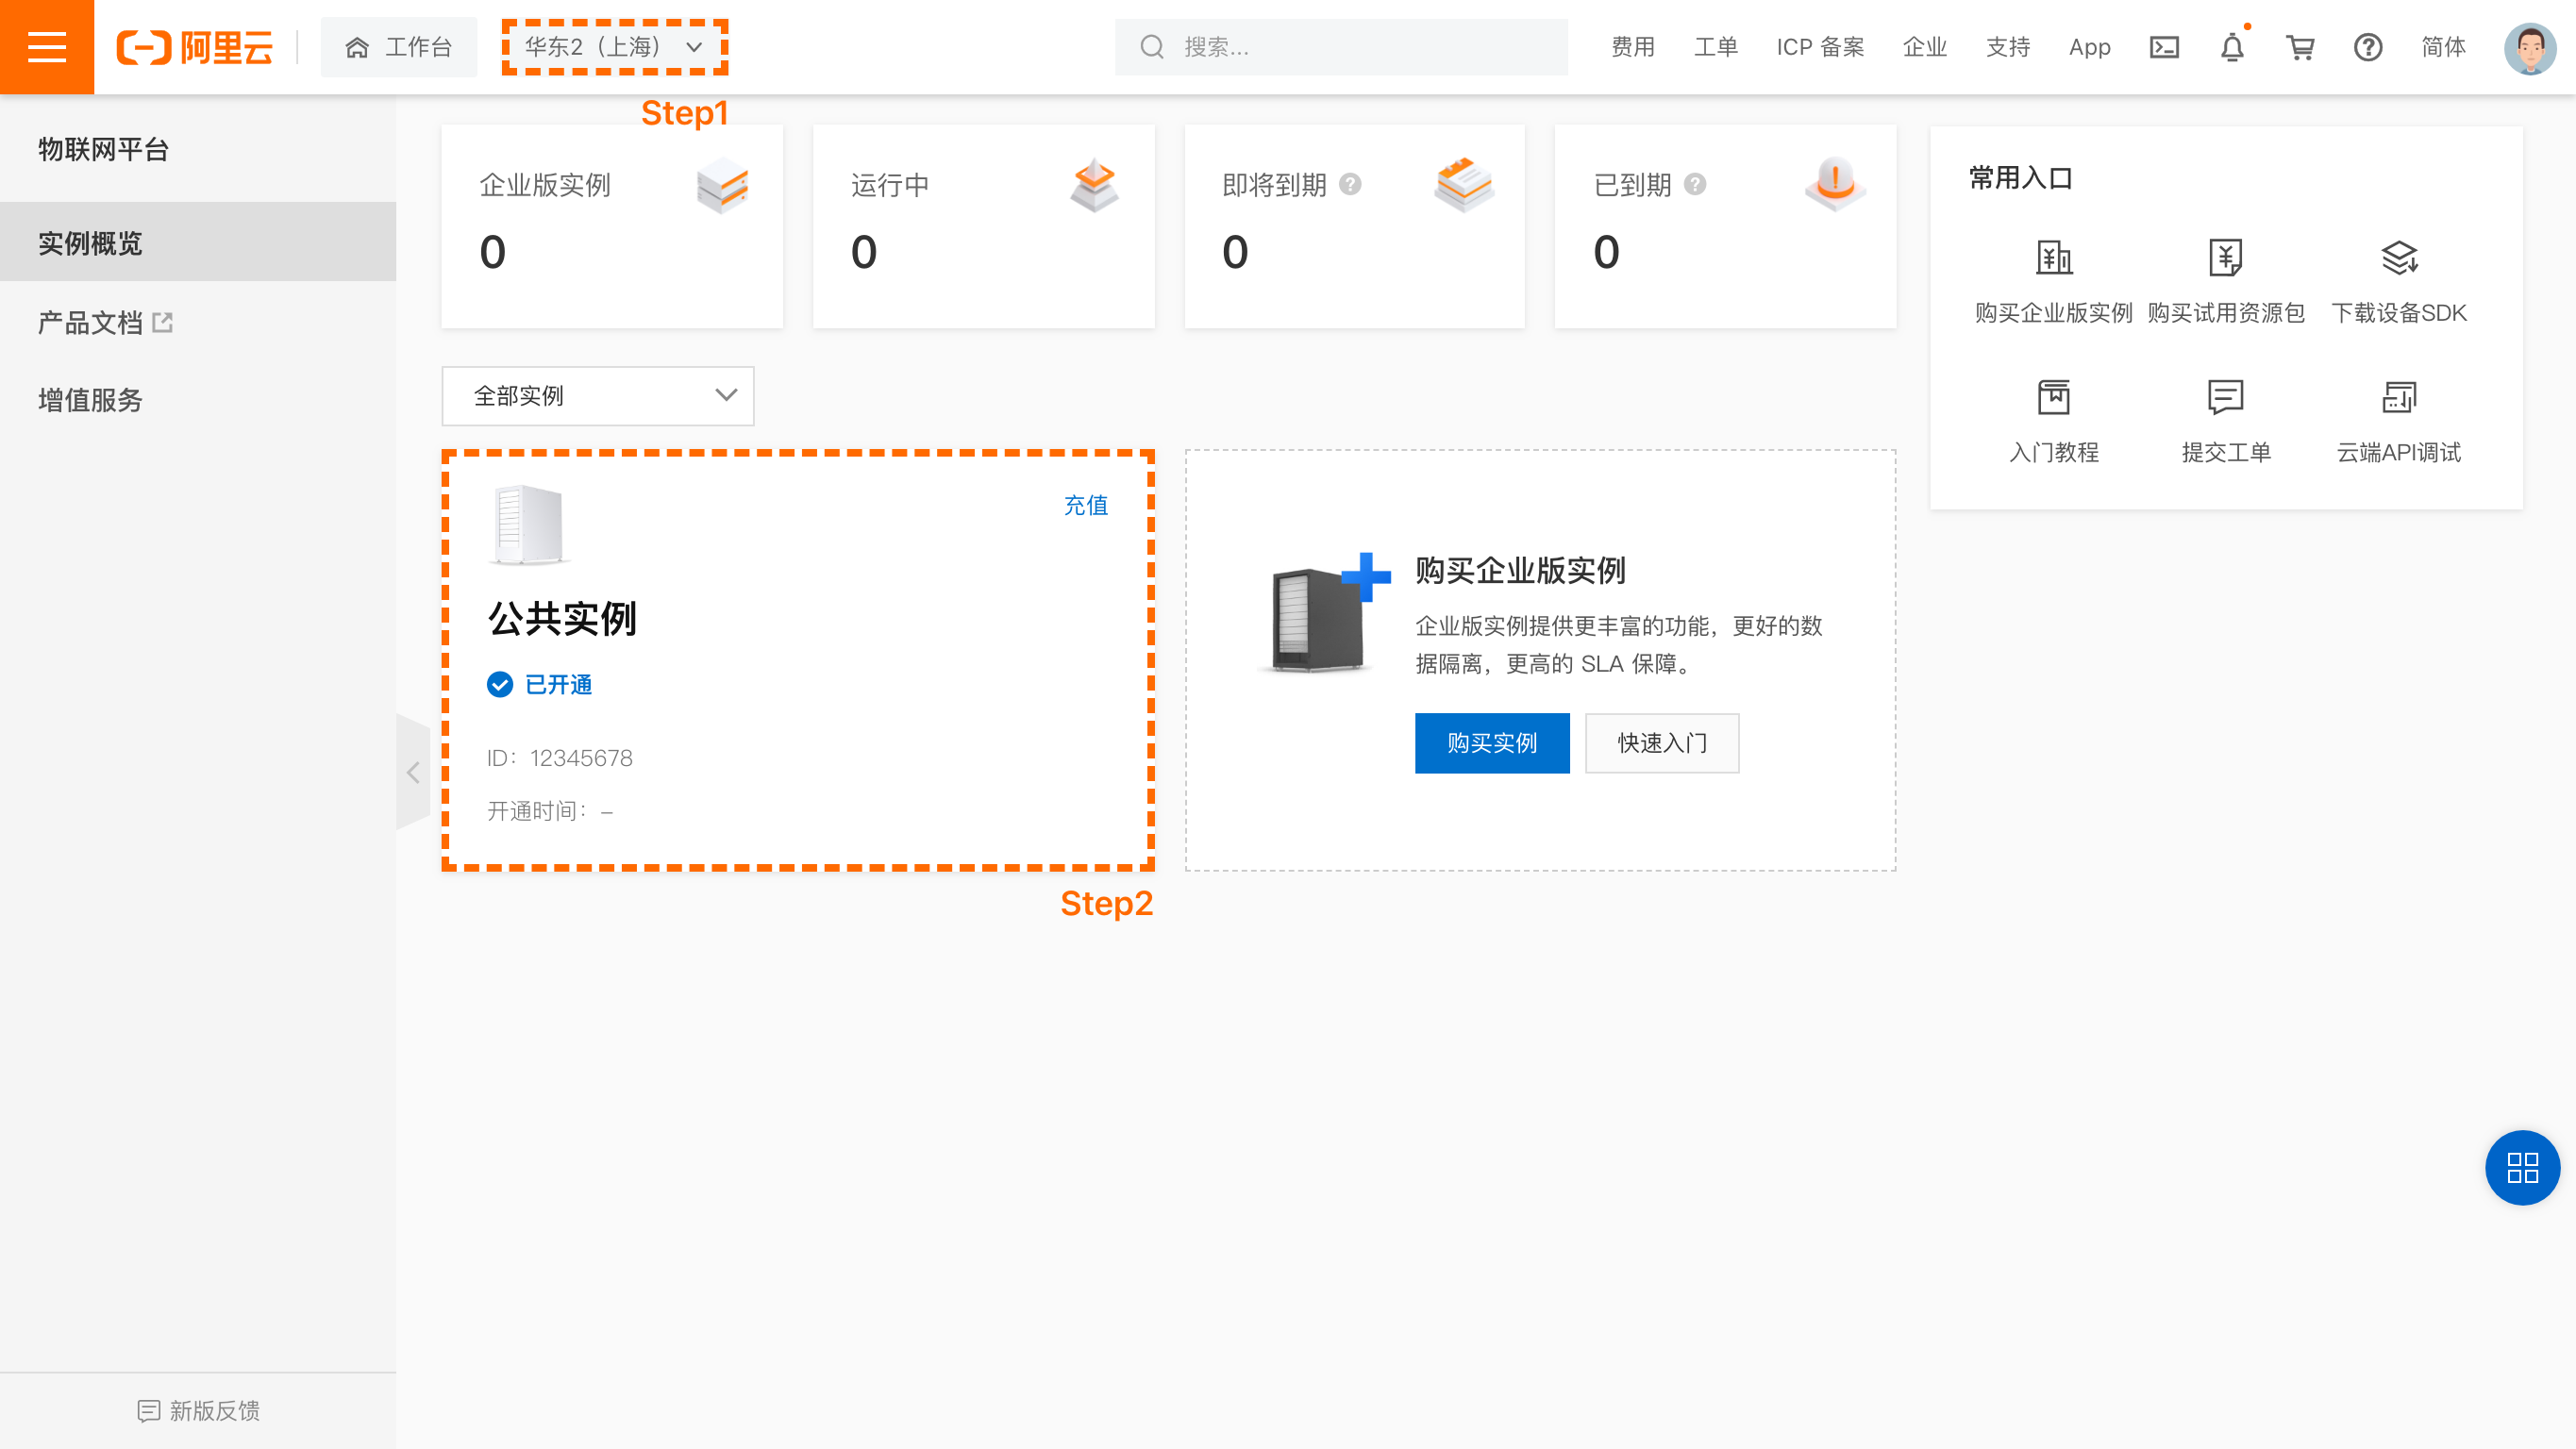 阿里云
工作台
华东2（上海）
搜索...
费用
工单
ICP 备案
企业
支持
App
简体
Step1
物联网平台
实例概览
产品文档
增值服务
企业版实例
0
运行中
0
即将到期
0
已到期
0
常用入口
购买企业版实例
购买试用资源包
下载设备SDK
入门教程
提交工单
云端API调试
全部实例
充值
公共实例
已开通
ID：12345678
开通时间：–
Step2
购买企业版实例
企业版实例提供更丰富的功能，更好的数
据隔离，更高的 SLA 保障。
购买实例
快速入门
新版反馈